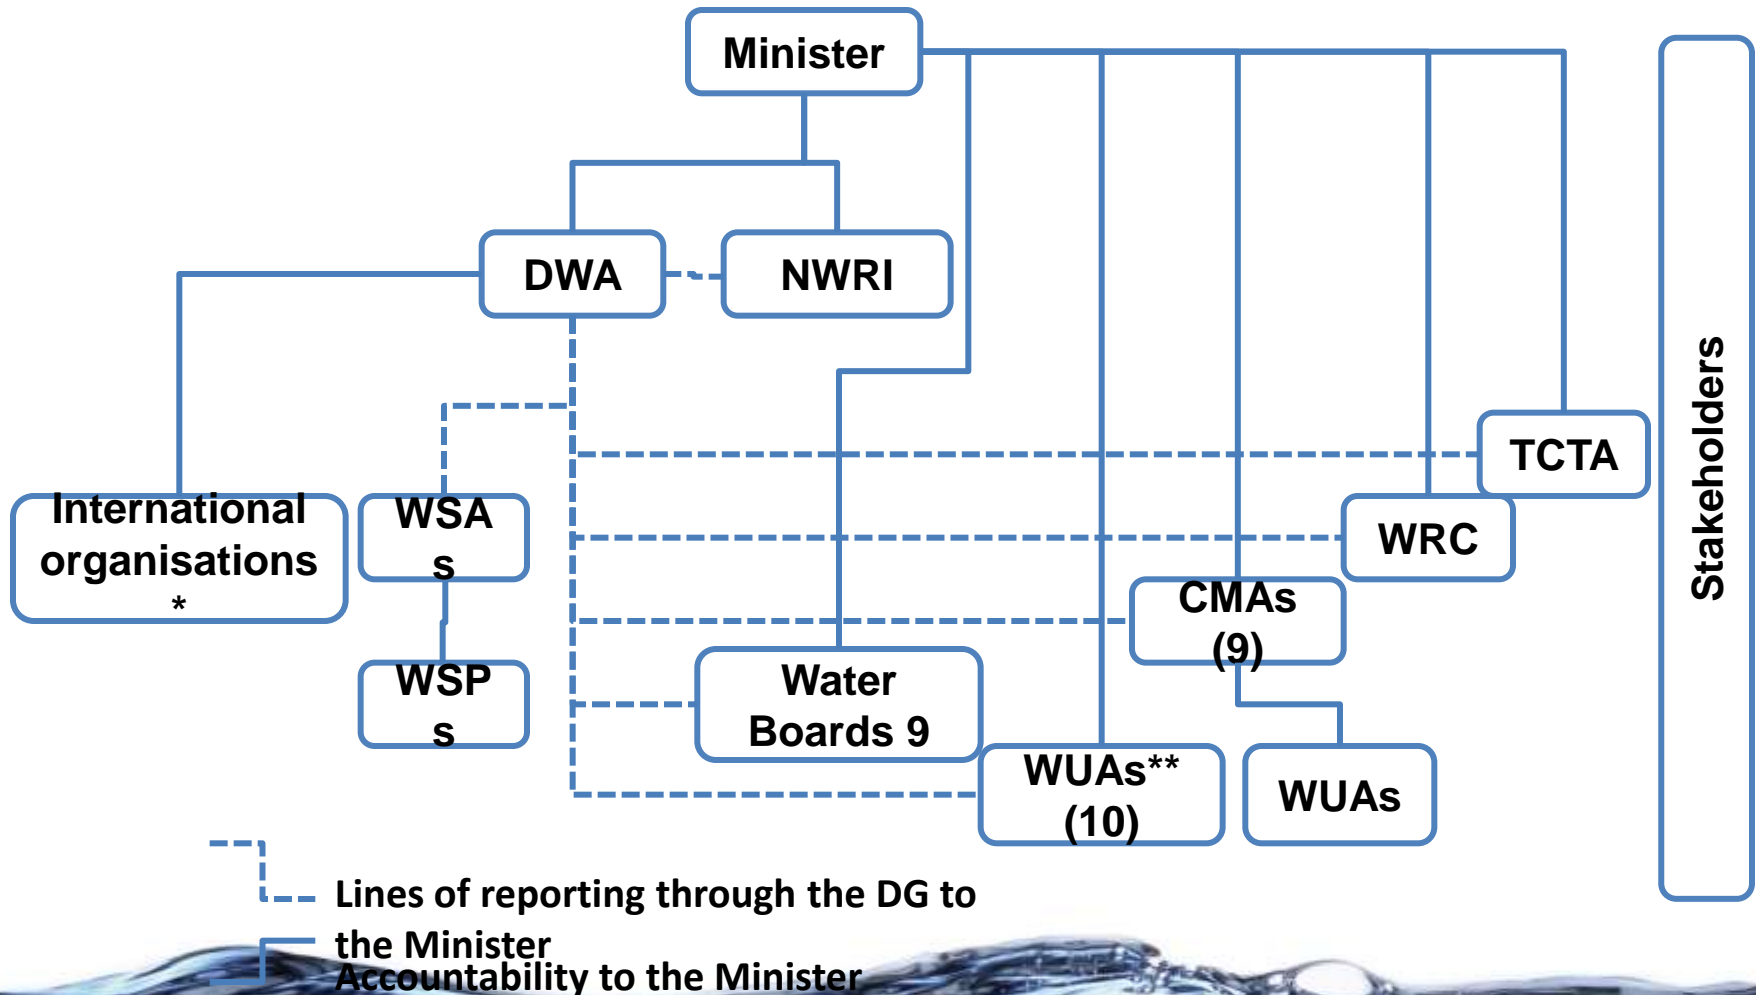 Minister
DWA
NWRI
TCTA
International
organisations
*
WSA
s
WRC
CMAs
(9)
WSP
s
Water
Boards 9
WUAs**
(10)
WUAs
Stakeholders
Lines of reporting through the DG to
the Minister
Accountability to the Minister